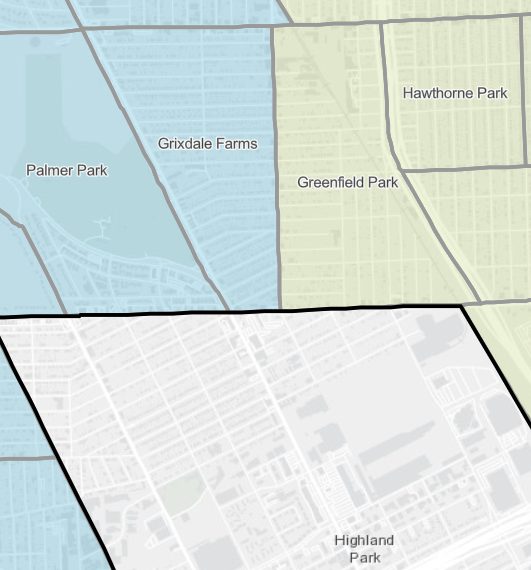 Hawthorne Park
Grixdale Farms
Palmer Park
Greenfield Park
Highland
Park